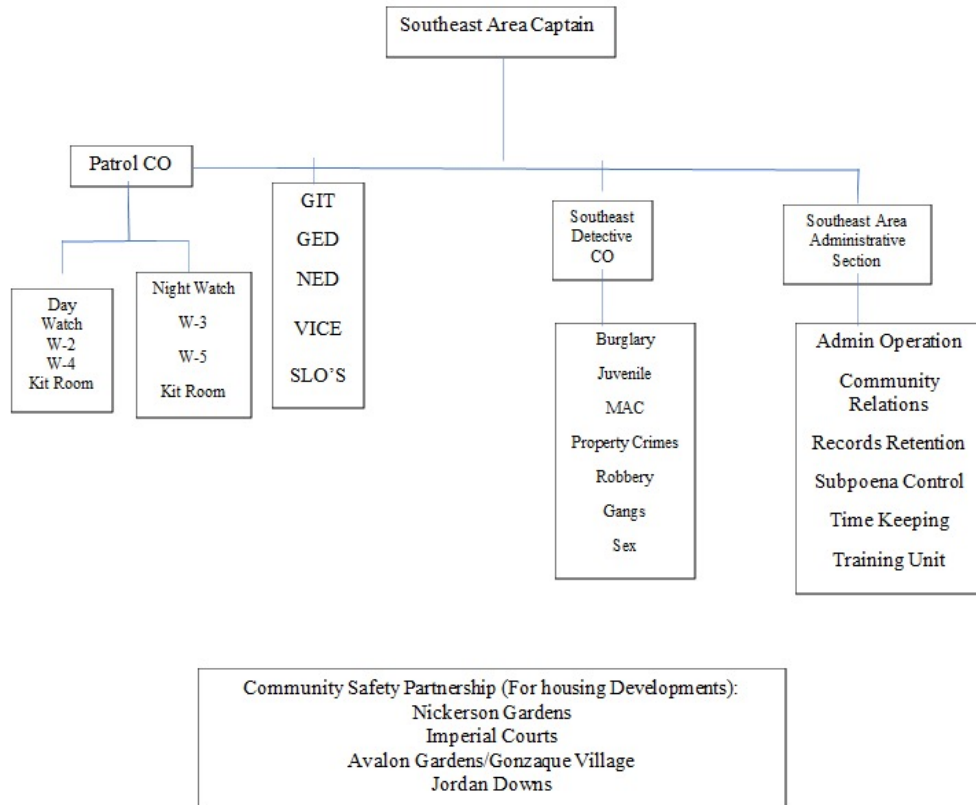 Southeast Area Captain
Patrol CO
GIT
GED
NED
VICE
SLO'S
Southeast
Detective
CO
Southeast Area
Administrative
Section
Day
Watch
W-2
W-4
Kit Room
Night Watch
W-3
W-5
Kit Room
Burglary
Juvenile
MAC
Property Crimes
Robbery
Gangs
Sex
Admin Operation
Community
Relations
Records Retention
Subpoena Control
Time Keeping
Training Unit
Community Safety Partnership (For housing Developments):
Nickerson Gardens
Imperial Courts
Avalon Gardens/Gonzaque Village
Jordan Downs